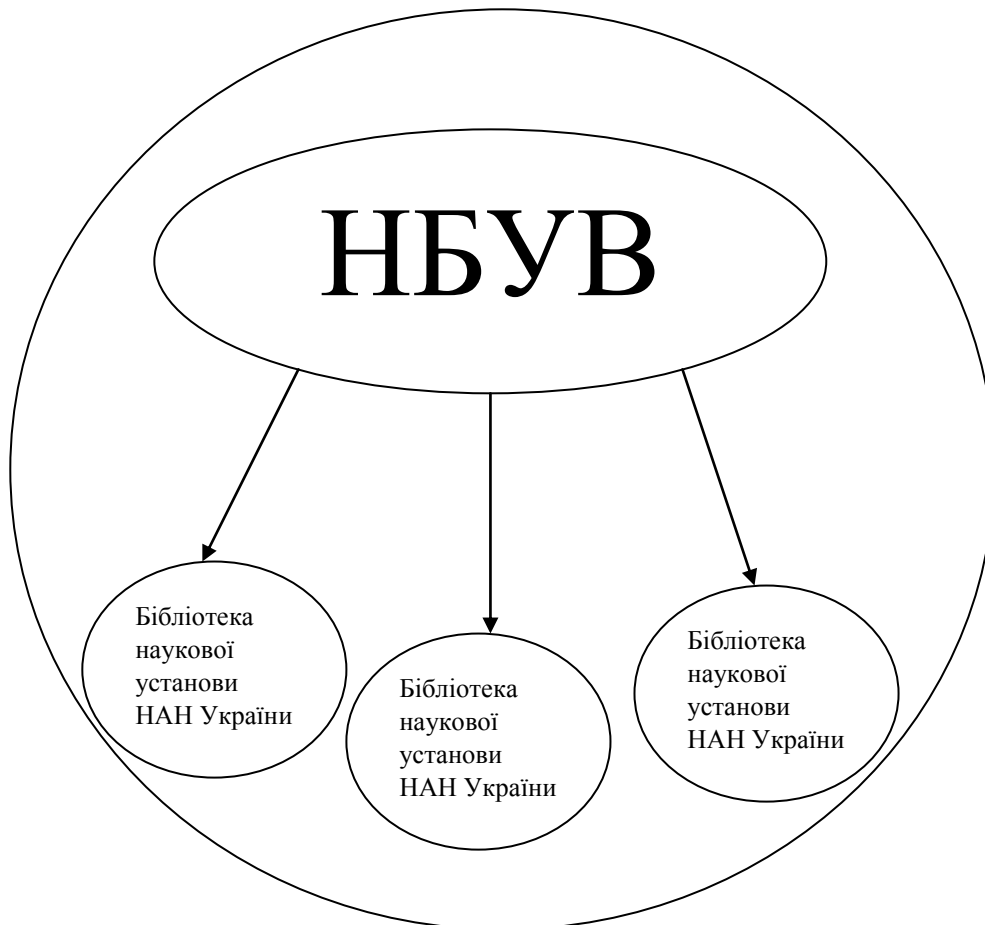 НБУВ
Бібліотека
наукової
установи
НАН України
Бібліотека
наукової
установи
НАН України
Бібліотека
наукової
установи
НАН України